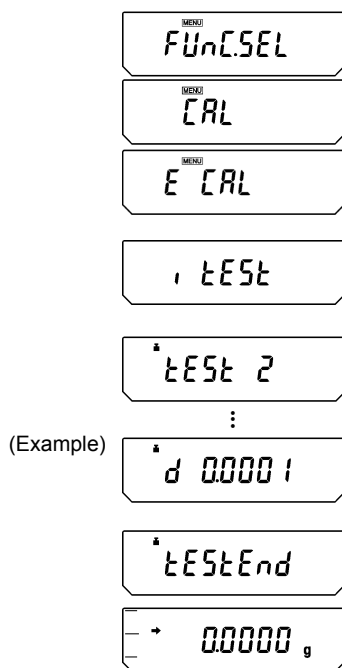 MENU
FUnC.SEL
MENU
CAL
MENU
E CAL
i tESt
tESt 2
⋮
(Example)
d 0.0001
tEStEnd
0.0000 g